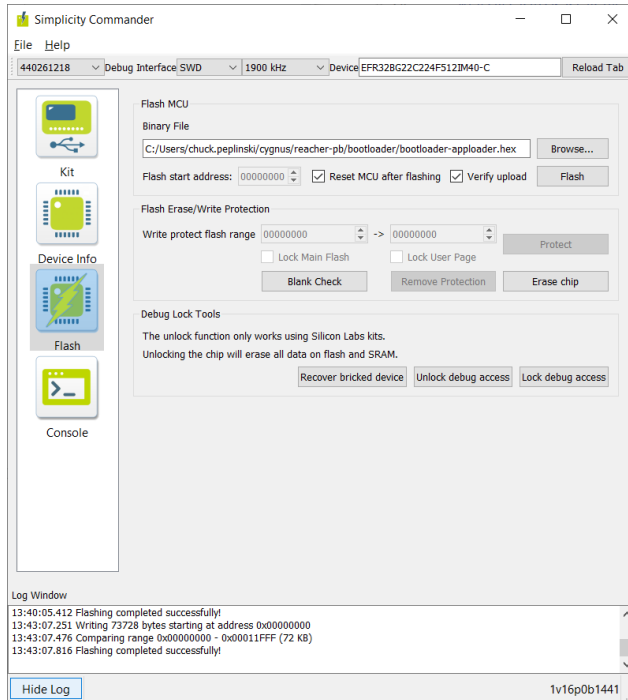 Simplicity Commander
File Help
440261218 Debug Interface SWD 1900 kHz Device EFR32BG22C224F512IM40-C Reload Tab
Kit
Device Info
Flash
>_
Console
Flash MCU
Binary File
C:/Users/chuck.peplinski/cygnus/reacher-pb/bootloader/bootloader-apploader.hex Browse...
Flash start address: 00000000 Reset MCU after flashing Verify upload Flash
Flash Erase/Write Protection
Write protect flash range 00000000 -> 00000000 Protect
Lock Main Flash Lock User Page
Blank Check Remove Protection Erase chip
Debug Lock Tools
The unlock function only works using Silicon Labs kits.
Unlocking the chip will erase all data on flash and SRAM.
Recover bricked device Unlock debug access Lock debug access
Log Window
13:40:05.412 Flashing completed successfully!
13:43:07.251 Writing 73728 bytes starting at address 0x00000000
13:43:07.476 Comparing range 0x00000000 - 0x00011FFF (72 KB)
13:43:07.816 Flashing completed successfully!
Hide Log 1v16p0b1441